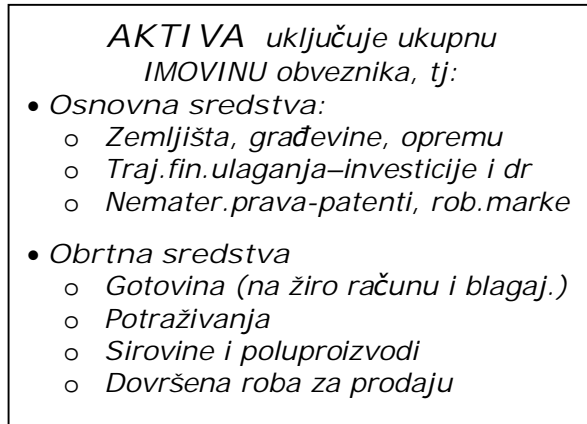 AKTIVA uključuje ukupnu
IMOVINU obveznika, tj:
• Osnovna sredstva:
o Zemljišta, građevine, opremu
o Traj.fin.ulaganja–investicije i dr
o Nemater.prava-patenti, rob.marke
• Obrtna sredstva
o Gotovina (na žiro računu i blagaj.)
o Potraživanja
o Sirovine i poluproizvodi
o Dovršena roba za prodaju